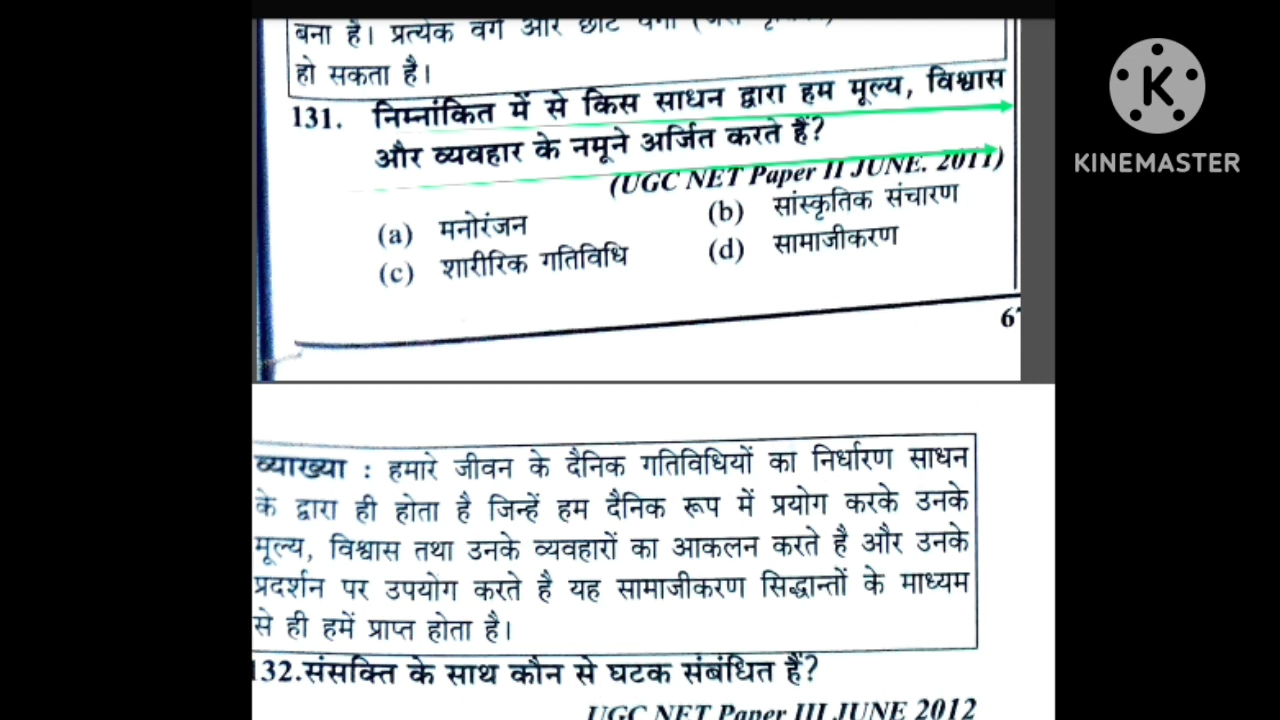 बना है। प्रत्येक वर्ग और छोटे
हो सकता है।
131. निम्नांकित में से किस साधन द्वारा हम मूल्य, विश्वास
और व्यवहार के नमूने अर्जित करते हैं?
(UGC NET Paper II JUNE. 2011)
(a) मनोरंजन (b) सांस्कृतिक संचारण
(c) शारीरिक गतिविधि (d) सामाजीकरण
व्याख्या : हमारे जीवन के दैनिक गतिविधियों का निर्धारण साधन
के द्वारा ही होता है जिन्हें हम दैनिक रूप में प्रयोग करके उनके
मूल्य, विश्वास तथा उनके व्यवहारों का आकलन करते है और उनके
प्रदर्शन पर उपयोग करते है यह सामाजीकरण सिद्धान्तों के माध्यम
से ही हमें प्राप्त होता है।
132.संसक्ति के साथ कौन से घटक संबंधित हैं?
UGC NET Paper III JUNE 2012
K
KINEMASTER